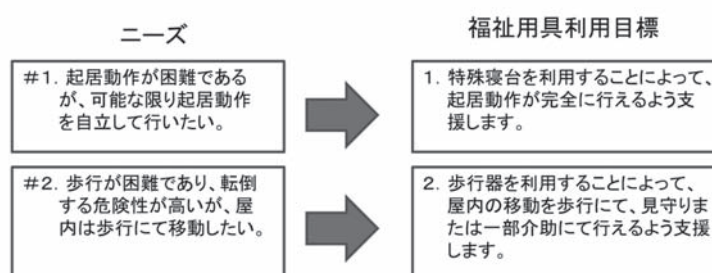 ニーズ
福祉用具利用目標
#1. 起居動作が困難である
が、可能な限り起居動作
を自立して行いたい。
1. 特殊寝台を利用することによって、
起居動作が完全に行えるよう支
援します。
#2. 歩行が困難であり、転倒
する危険性が高いが、屋
内は歩行にて移動したい。
2. 歩行器を利用することによって、
屋内の移動を歩行にて、見守りま
たは一部介助にて行えるよう支援
します。